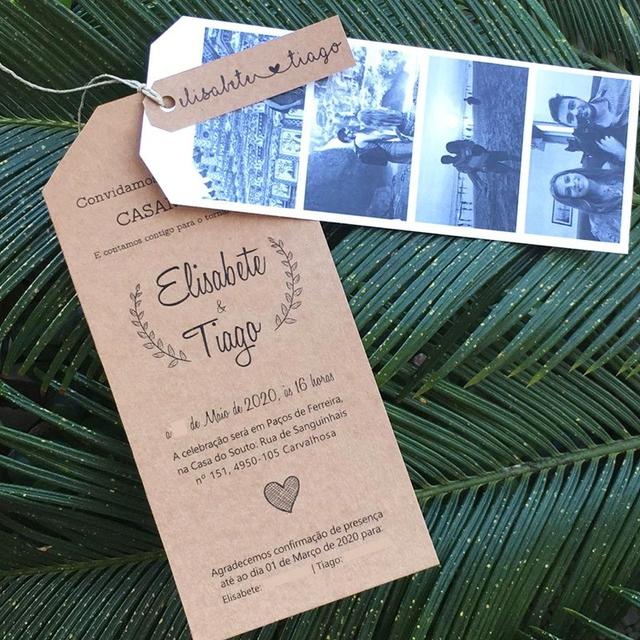 elisabete tiago
Convidamo
CASA
E contamos contigo para o
Elisabete
&
Tiago
a de Maio de 2020, às 16 horas
A celebração será em Paços de Ferreira,
na Casa do Souto. Rua de Sanguinhais
nº 151, 4950-105 Carvalhosa
Agradecemos confirmação de presença
até ao dia 01 de Março de 2020 para:
Elisabete: | Tiago: